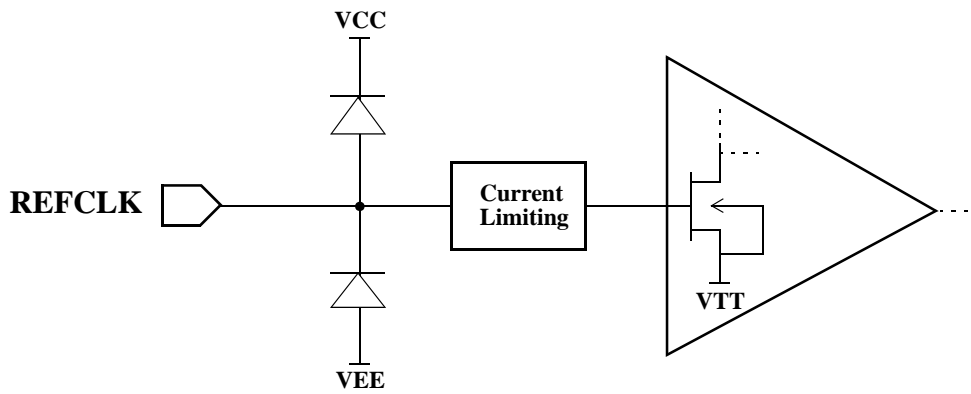 VCC
REFCLK
Current
Limiting
VTT
VEE